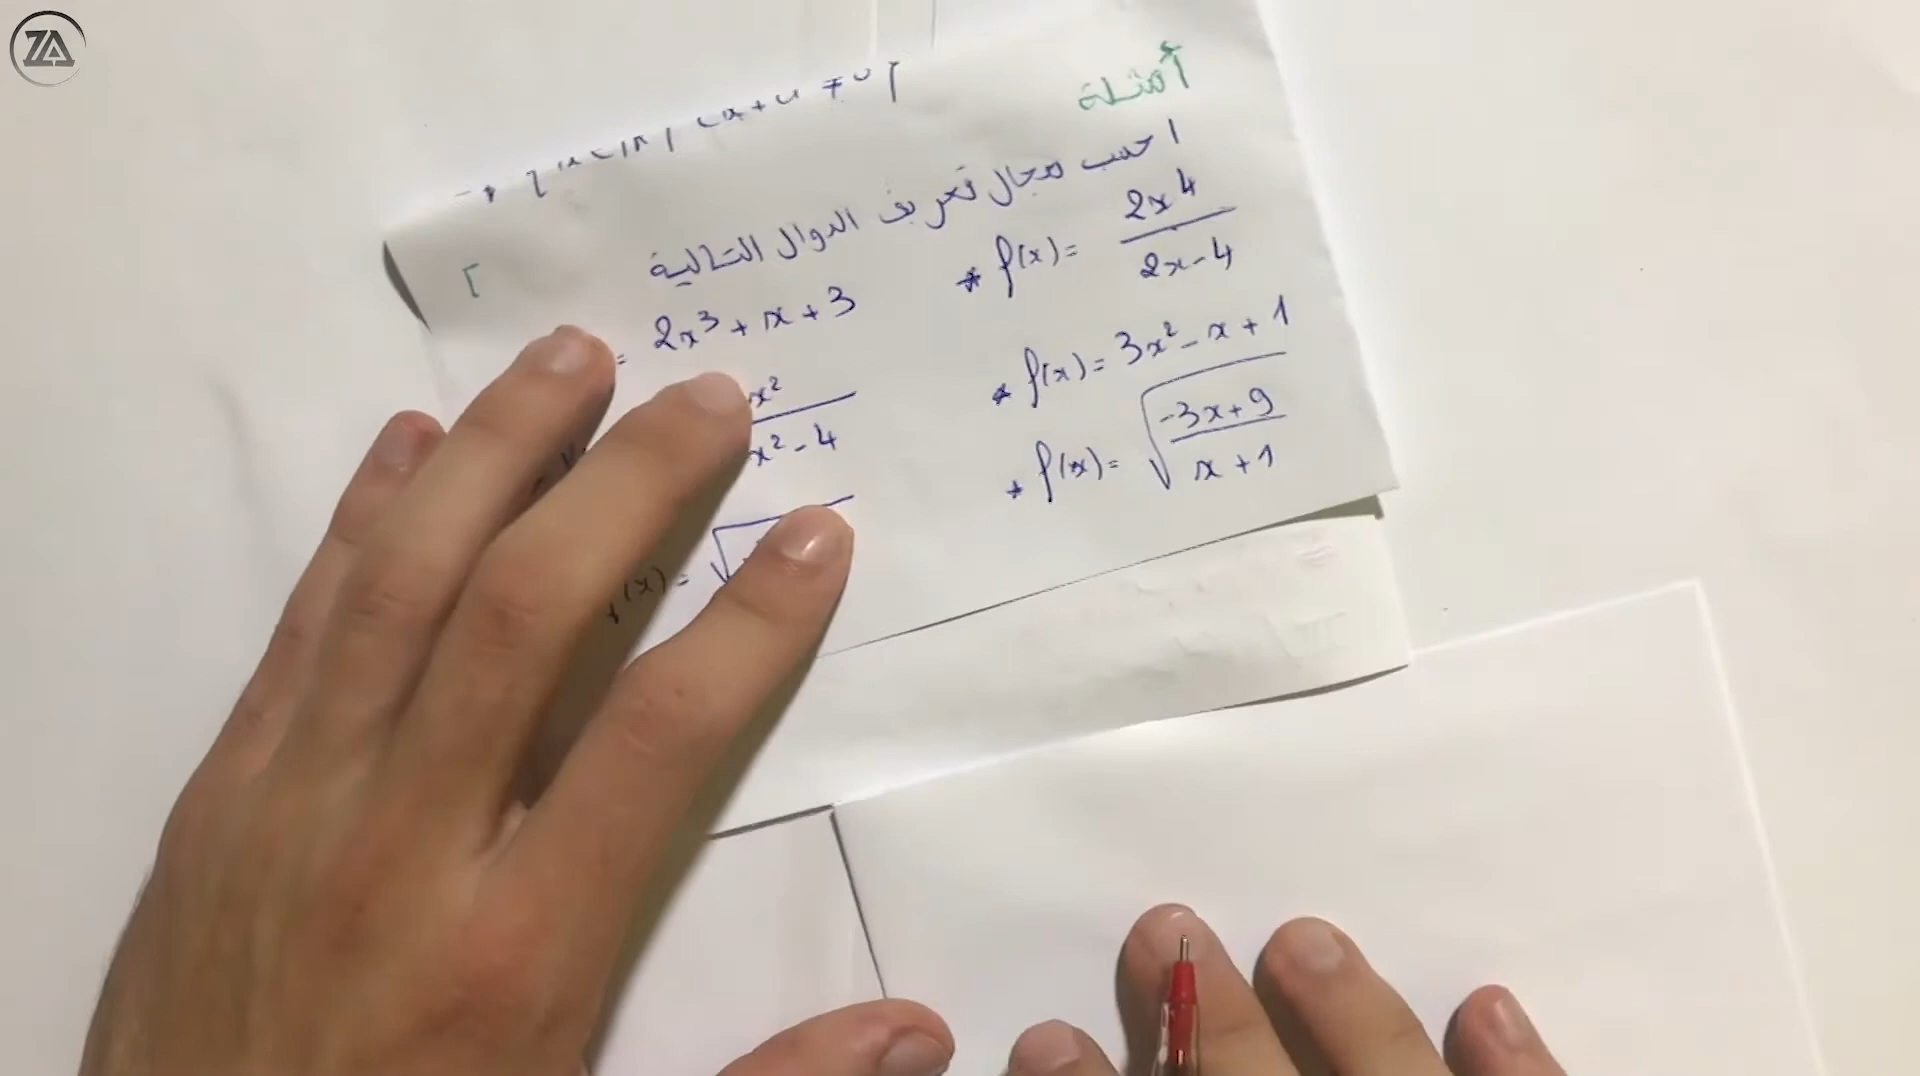 ZA
أمثلة
احسب مجال تعريف الدوال التالية
* f(x) = 2x⁴ / 2x-4
= 2x³ + x + 3
* f(x) = 3x² - x + 1
x² / x² - 4
* f(x) = √(-3x+9 / x+1)
f(x) = √